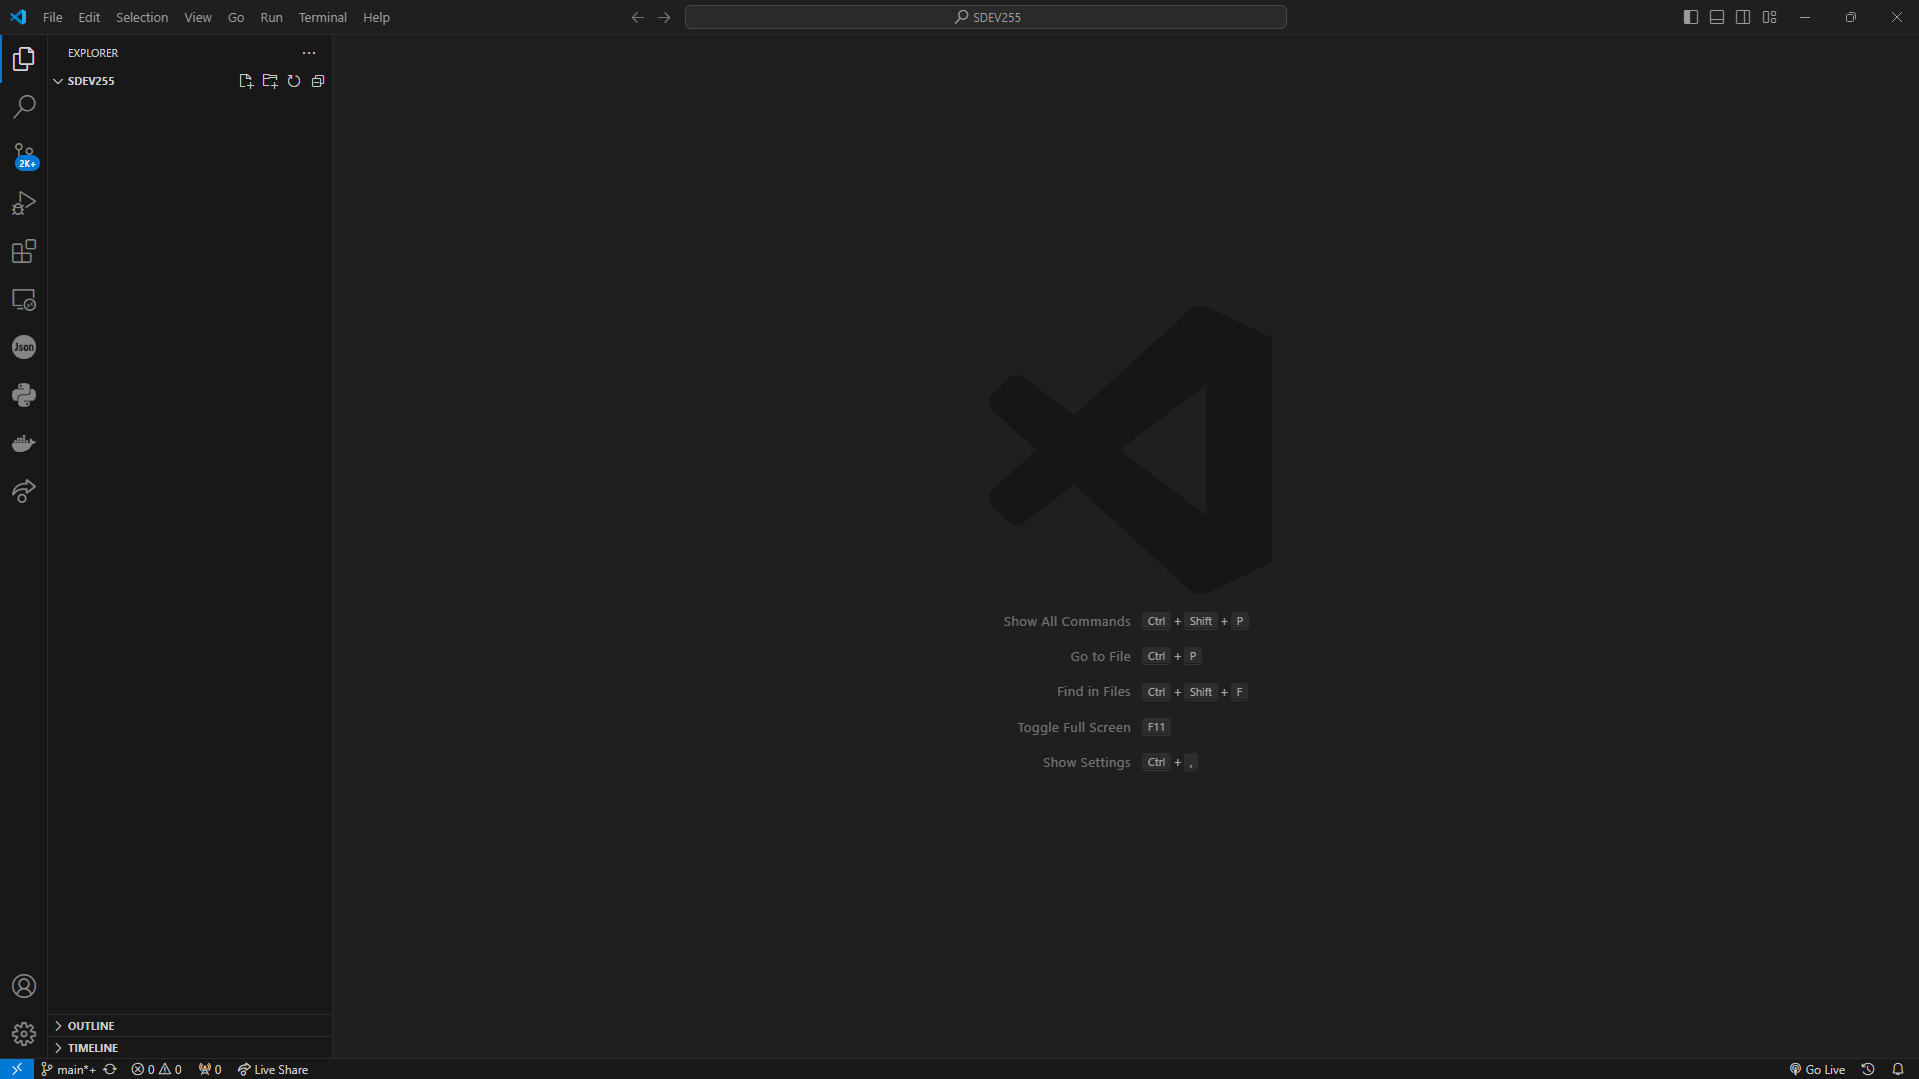 File Edit Selection View Go Run Terminal Help
SDEV255
EXPLORER
SDEV255
2K+
Json
Show All Commands Ctrl + Shift + P
Go to File Ctrl + P
Find in Files Ctrl + Shift + F
Toggle Full Screen F11
Show Settings Ctrl + ,
OUTLINE
TIMELINE
main*+ 0 0 0 Live Share Go Live